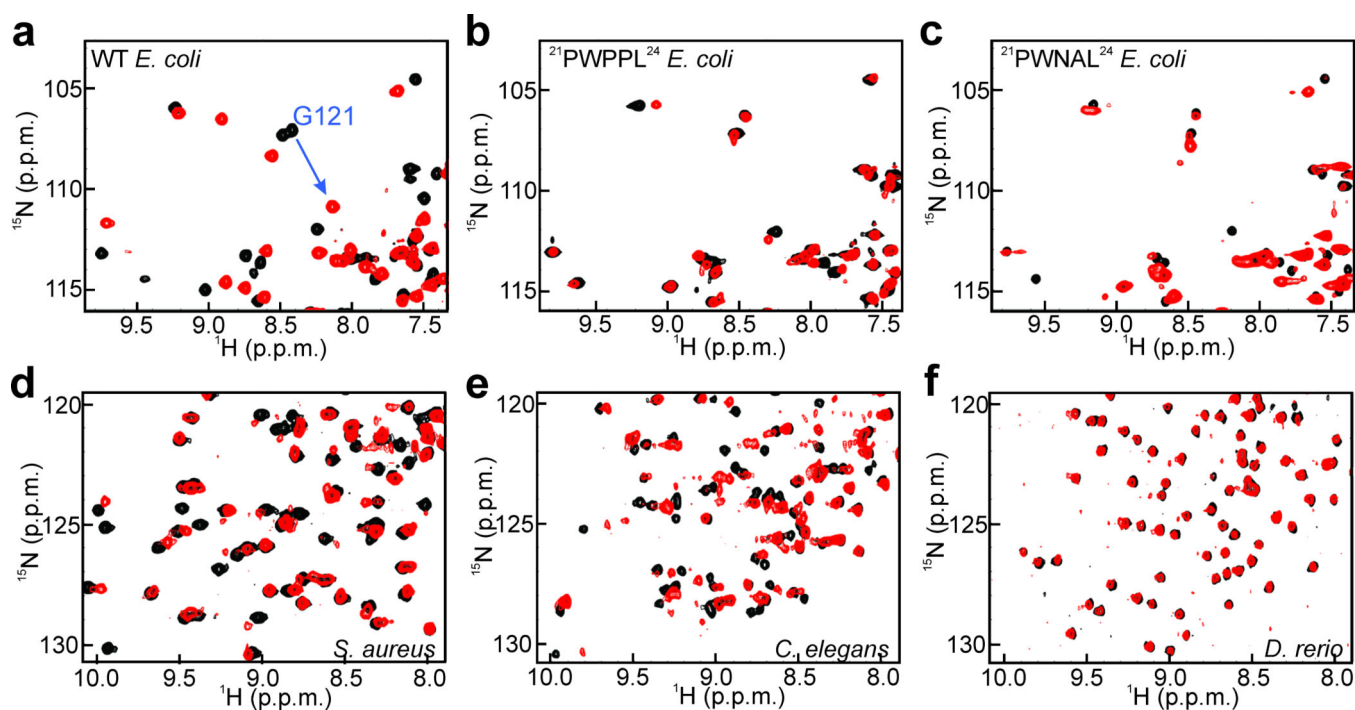 a
WT E. coli
G121
105
110
115
15N (p.p.m.)
9.5 9.0 8.5 8.0 7.5
1H (p.p.m.)
b
21PWPPL24 E. coli
105
110
115
15N (p.p.m.)
9.5 9.0 8.5 8.0 7.5
1H (p.p.m.)
c
21PWNAL24 E. coli
105
110
115
15N (p.p.m.)
9.5 9.0 8.5 8.0 7.5
1H (p.p.m.)
d
120
125
130
15N (p.p.m.)
S. aureus
10.0 9.5 9.0 8.5 8.0
1H (p.p.m.)
e
120
125
130
15N (p.p.m.)
C. elegans
10.0 9.5 9.0 8.5 8.0
1H (p.p.m.)
f
120
125
130
15N (p.p.m.)
D. rerio
10.0 9.5 9.0 8.5 8.0
1H (p.p.m.)